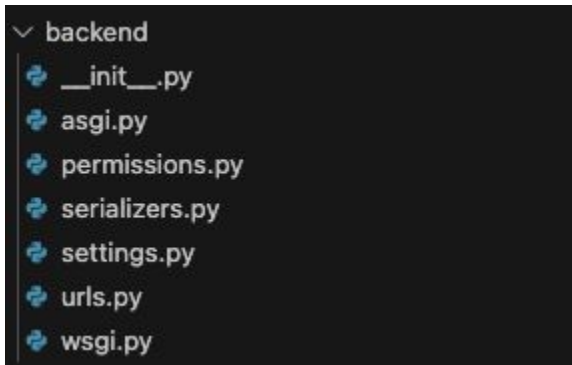 backend
__init__.py
asgi.py
permissions.py
serializers.py
settings.py
urls.py
wsgi.py